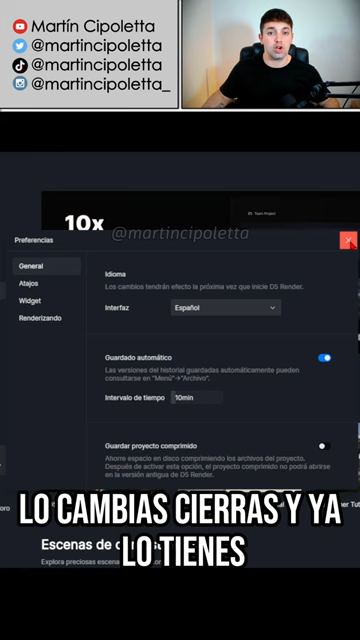 Martín Cipoletta
@martincipoletta
@martincipoletta
@martincipoletta_
10x
@martincipoletta
Preferencias
General
Atajos
Widget
Renderizando
Idioma
Los cambios tendrán efecto la próxima vez que inicie D5 Render.
Interfaz
Español
Guardado automático
Las versiones del historial guardadas automáticamente pueden
consultarse en "Menú"→"Archivo".
Intervalo de tiempo
10min
Guardar proyecto comprimido
Ahorre espacio en disco comprimiendo los archivos del proyecto.
Después de activar esta opción, el proyecto comprimido no podrá abrirse
en la versión antigua de D5 Render.
LO CAMBIAS CIERRAS Y YA
LO TIENES
Escenas de
Explora preciosas escenas